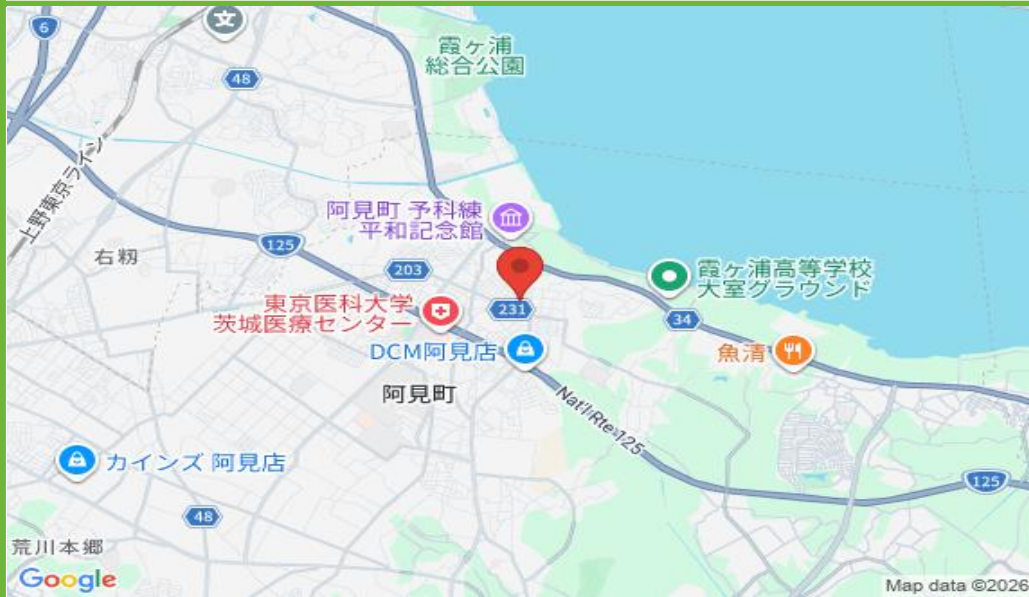 6
文
霞ヶ浦
総合公園
48
上野東京ライン
阿見町 予科練
平和記念館
125
右籾
203
霞ヶ浦高等学校
大室グラウンド
東京医科大学
茨城医療センター
231
34
DCM阿見店
魚清
阿見町
Nat'l Rte 125
カインズ 阿見店
125
48
荒川本郷
Google
Map data ©2026